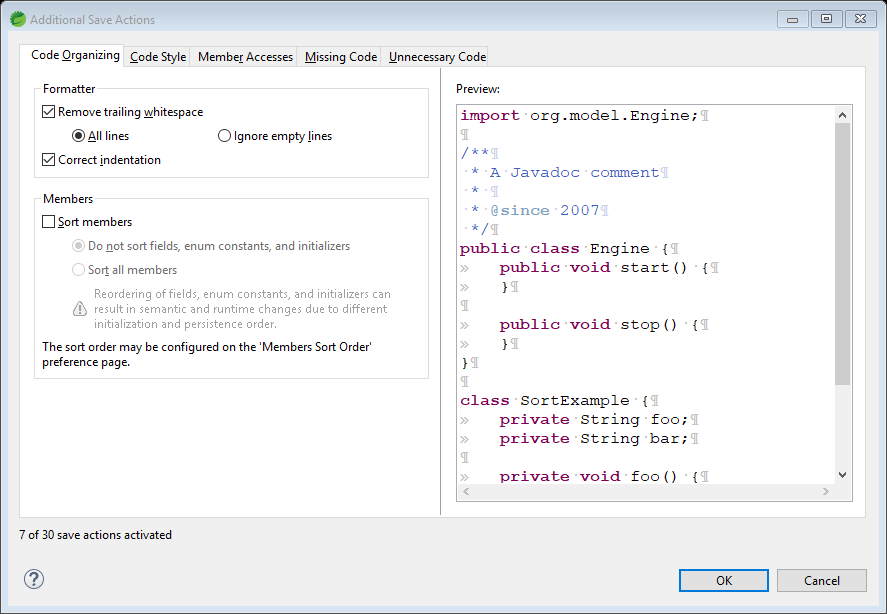 Additional Save Actions
Code Organizing Code Style Member Accesses Missing Code Unnecessary Code
Formatter
Remove trailing whitespace
All lines Ignore empty lines
Correct indentation
Members
Sort members
Do not sort fields, enum constants, and initializers
Sort all members
Reordering of fields, enum constants, and initializers can
result in semantic and runtime changes due to different
initialization and persistence order.
The sort order may be configured on the 'Members Sort Order'
preference page.
Preview:
import·org.model.Engine;¶
¶
/**¶
·*·A·Javadoc·comment¶
·*·¶
·*·@since·2007¶
·*/¶
public·class·Engine·{¶
»   public·void·start()·{¶
»   }¶
¶
»   public·void·stop()·{¶
»   }¶
}¶
¶
class·SortExample·{¶
»   private·String·foo;¶
»   private·String·bar;¶
¶
»   private·void·foo()·{¶
7 of 30 save actions activated
?
OK Cancel